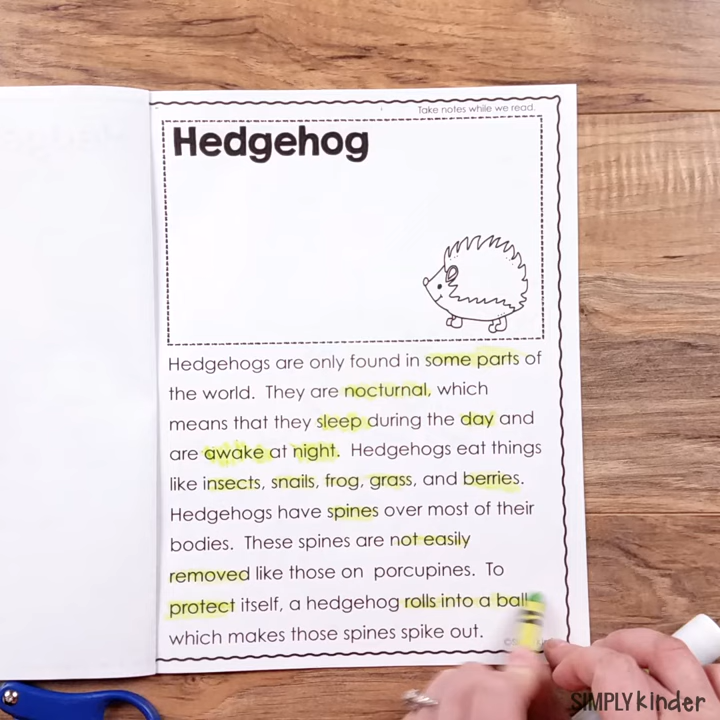 Take notes while we read.
Hedgehog
Hedgehogs are only found in some parts of
the world. They are nocturnal, which
means that they sleep during the day and
are awake at night. Hedgehogs eat things
like insects, snails, frog, grass, and berries.
Hedgehogs have spines over most of their
bodies. These spines are not easily
removed like those on porcupines. To
protect itself, a hedgehog rolls into a ball
which makes those spines spike out.
SIMPLY kinder